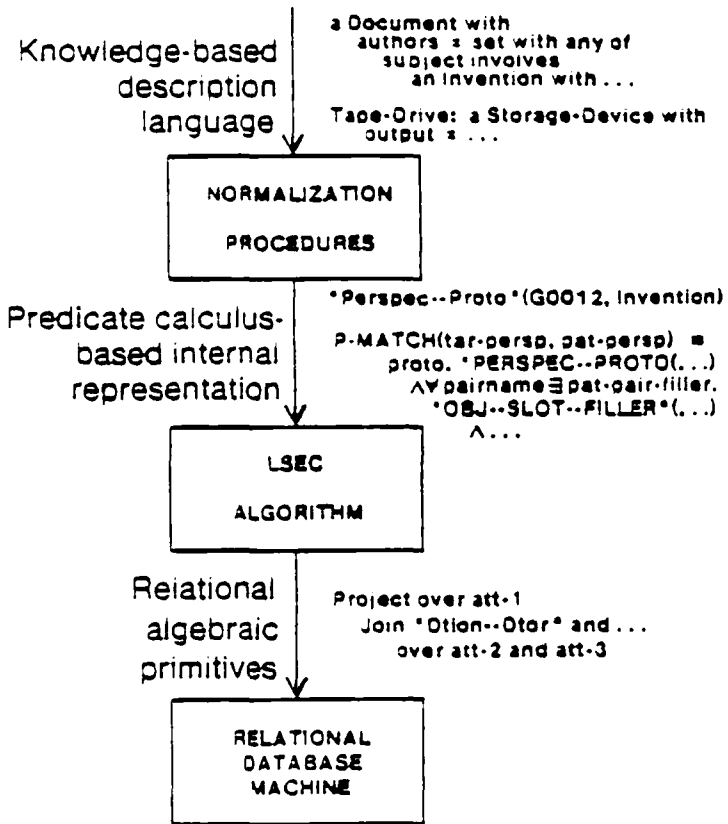 Knowledge-based
description
language
a Document with
authors = set with any of
subject involves
an Invention with ...
Tape-Drive: a Storage-Device with
output = ...
NORMALIZATION
PROCEDURES
Predicate calculus-
based internal
representation
"Perspec--Proto"(G0012, Invention)
P-MATCH(tar-persp, pat-persp) ≡
proto. "PERSPEC--PROTO(...)
∧∀pairname∃pat-pair-filler.
"OBJ--SLOT--FILLER"(...)
∧...
LSEC
ALGORITHM
Relational
algebraic
primitives
Project over att-1
Join "Dtion--Dtor" and ...
over att-2 and att-3
RELATIONAL
DATABASE
MACHINE